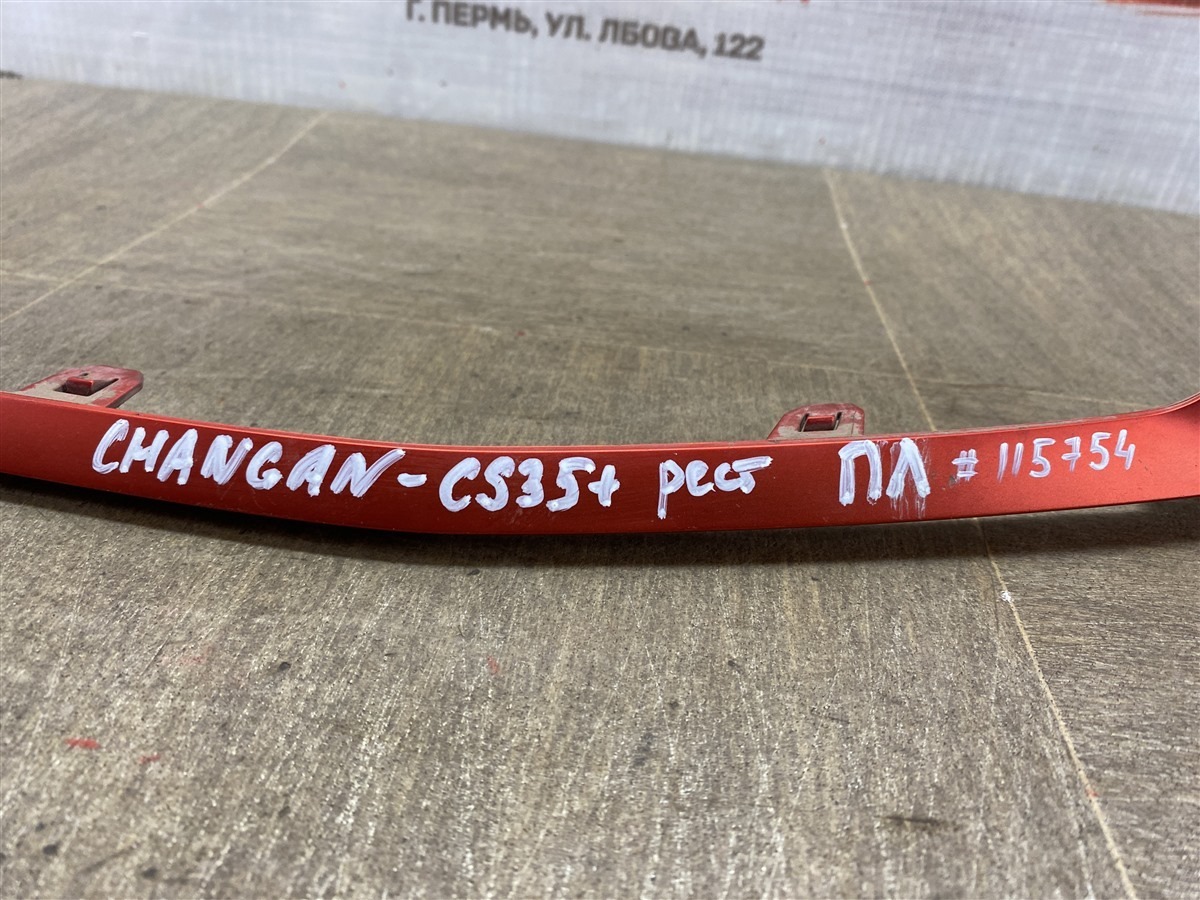 Г. ПЕРМЬ, УЛ. ЛБОВА, 122
CHANGAN - CS35+ рест ПЛ # 115754